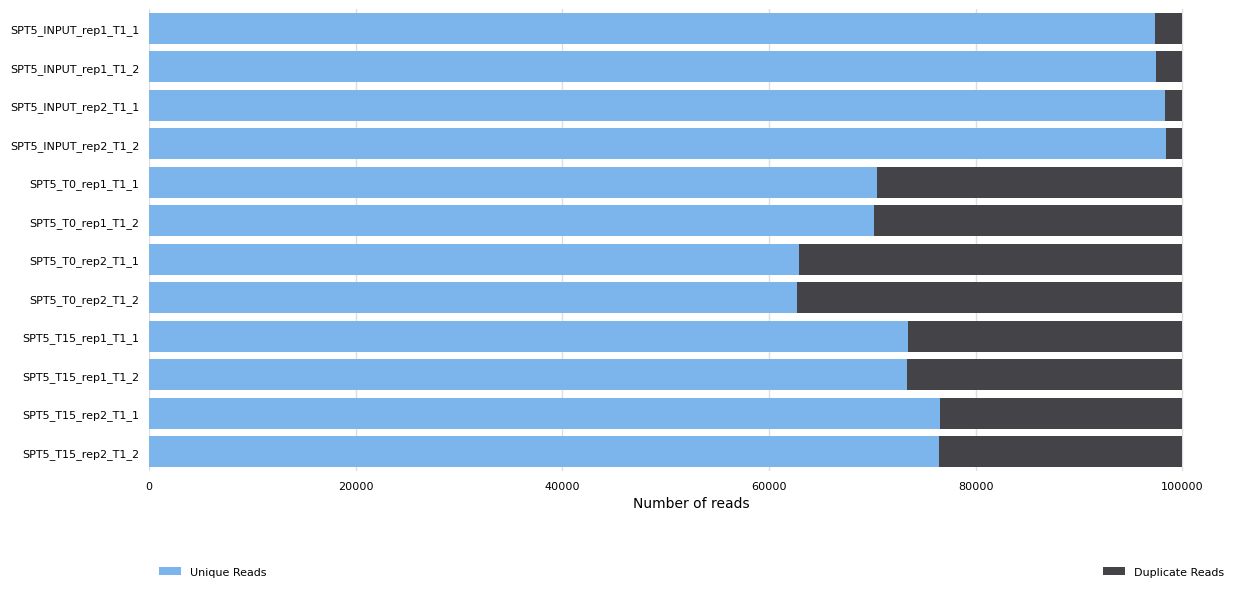 SPT5_INPUT_rep1_T1_1
SPT5_INPUT_rep1_T1_2
SPT5_INPUT_rep2_T1_1
SPT5_INPUT_rep2_T1_2
SPT5_T0_rep1_T1_1
SPT5_T0_rep1_T1_2
SPT5_T0_rep2_T1_1
SPT5_T0_rep2_T1_2
SPT5_T15_rep1_T1_1
SPT5_T15_rep1_T1_2
SPT5_T15_rep2_T1_1
SPT5_T15_rep2_T1_2
0 20000 40000 60000 80000 100000
Number of reads
Unique Reads Duplicate Reads